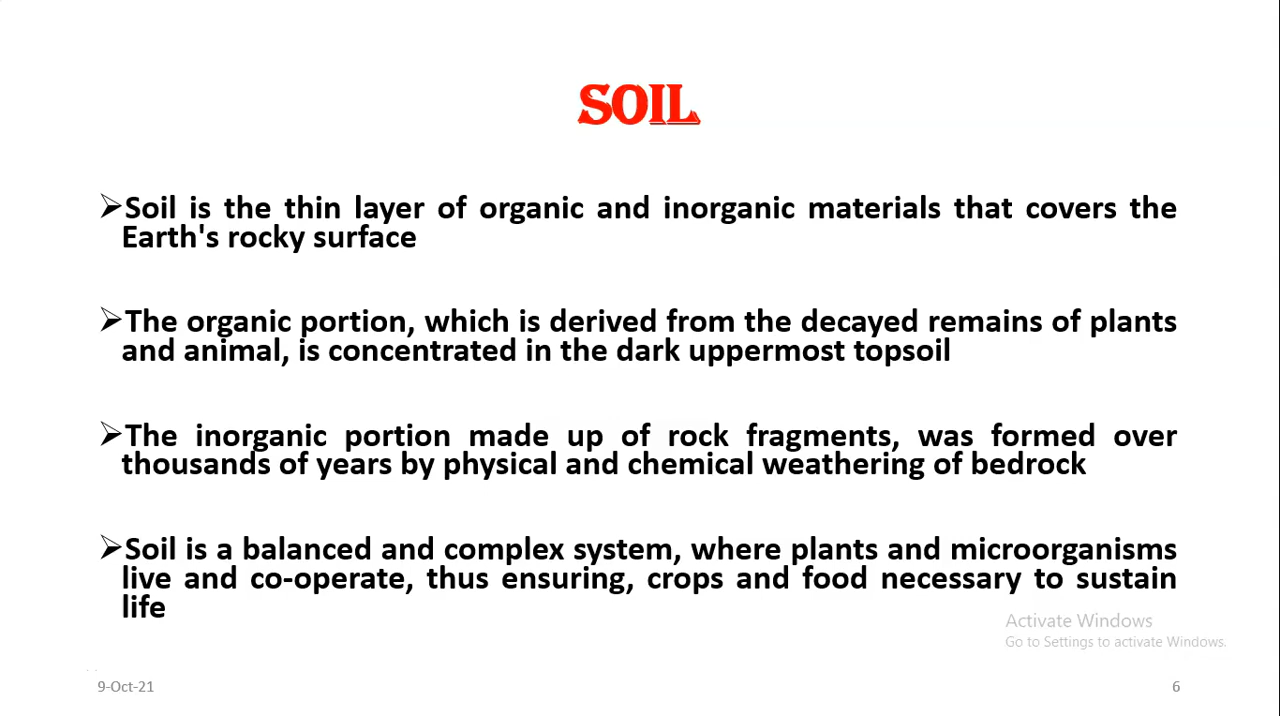 SOIL
➢Soil is the thin layer of organic and inorganic materials that covers the
Earth's rocky surface
➢The organic portion, which is derived from the decayed remains of plants
and animal, is concentrated in the dark uppermost topsoil
➢The inorganic portion made up of rock fragments, was formed over
thousands of years by physical and chemical weathering of bedrock
➢Soil is a balanced and complex system, where plants and microorganisms
live and co-operate, thus ensuring, crops and food necessary to sustain
life
Activate Windows
Go to Settings to activate Windows.
9-Oct-21
6